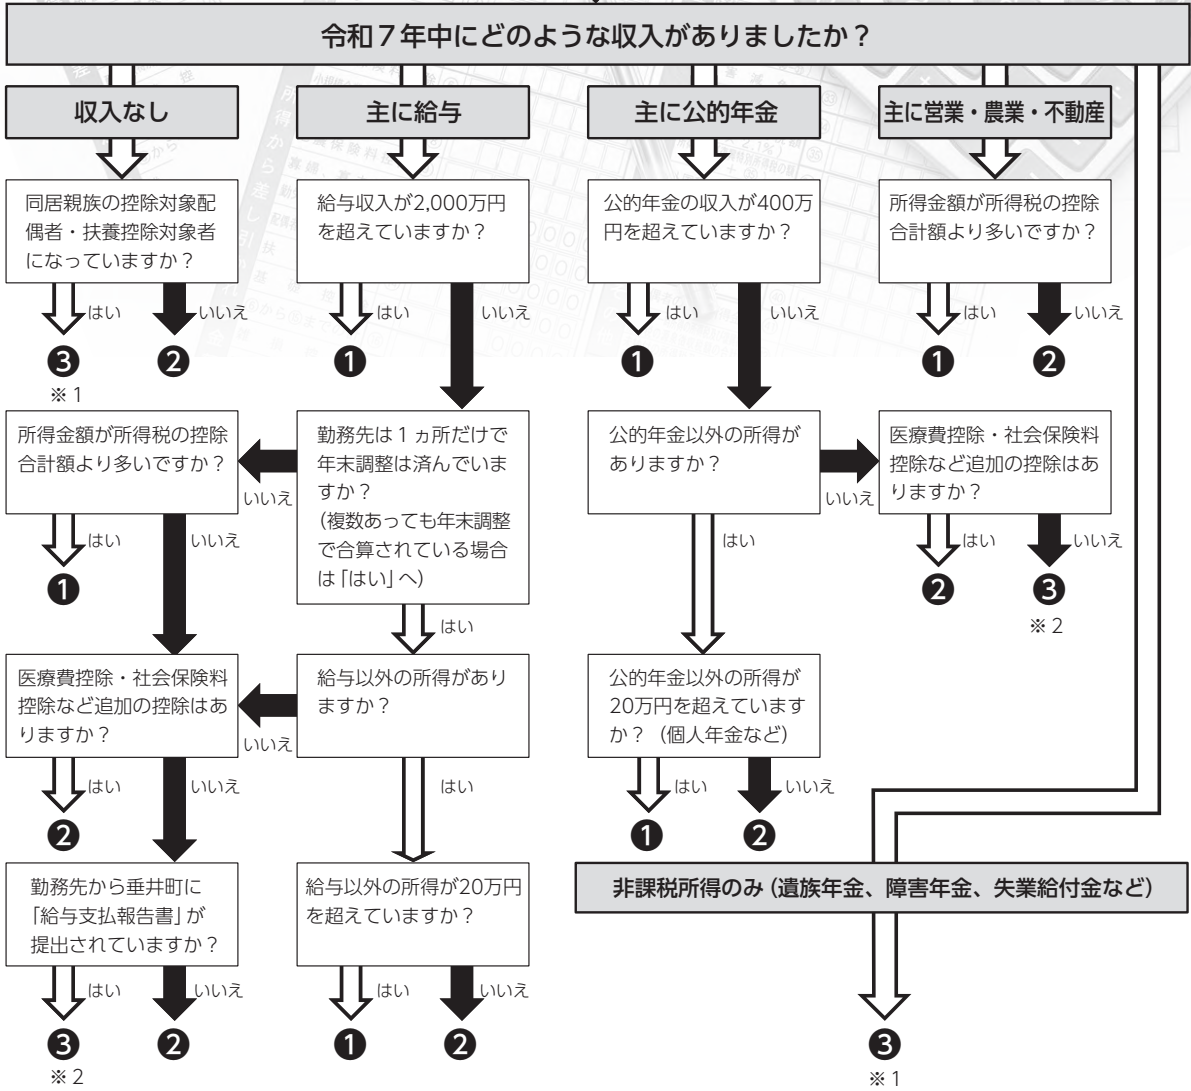 令和7年中にどのような収入がありましたか？
収入なし
主に給与
主に公的年金
主に営業・農業・不動産
同居親族の控除対象配
偶者・扶養控除対象者
になっていますか？
はい
いいえ
❸
※1
❷
給与収入が2,000万円
を超えていますか？
はい
いいえ
❶
公的年金の収入が400万
円を超えていますか？
はい
いいえ
❶
所得金額が所得税の控除
合計額より多いですか？
はい
いいえ
❶
❷
所得金額が所得税の控除
合計額より多いですか？
はい
いいえ
❶
勤務先は1ヵ所だけで
年末調整は済んでいま
すか？
（複数あっても年末調整
で合算されている場合
は「はい」へ）
いいえ
はい
公的年金以外の所得が
ありますか？
いいえ
はい
医療費控除・社会保険料
控除など追加の控除はあ
りますか？
はい
いいえ
❷
❸
※2
医療費控除・社会保険料
控除など追加の控除はあ
りますか？
はい
いいえ
❷
給与以外の所得があり
ますか？
いいえ
はい
公的年金以外の所得が
20万円を超えています
か？（個人年金など）
はい
いいえ
❶
❷
勤務先から垂井町に
「給与支払報告書」が
提出されていますか？
はい
いいえ
❸
※2
❷
給与以外の所得が20万円
を超えていますか？
はい
いいえ
❶
❷
非課税所得のみ（遺族年金、障害年金、失業給付金など）
❸
※1